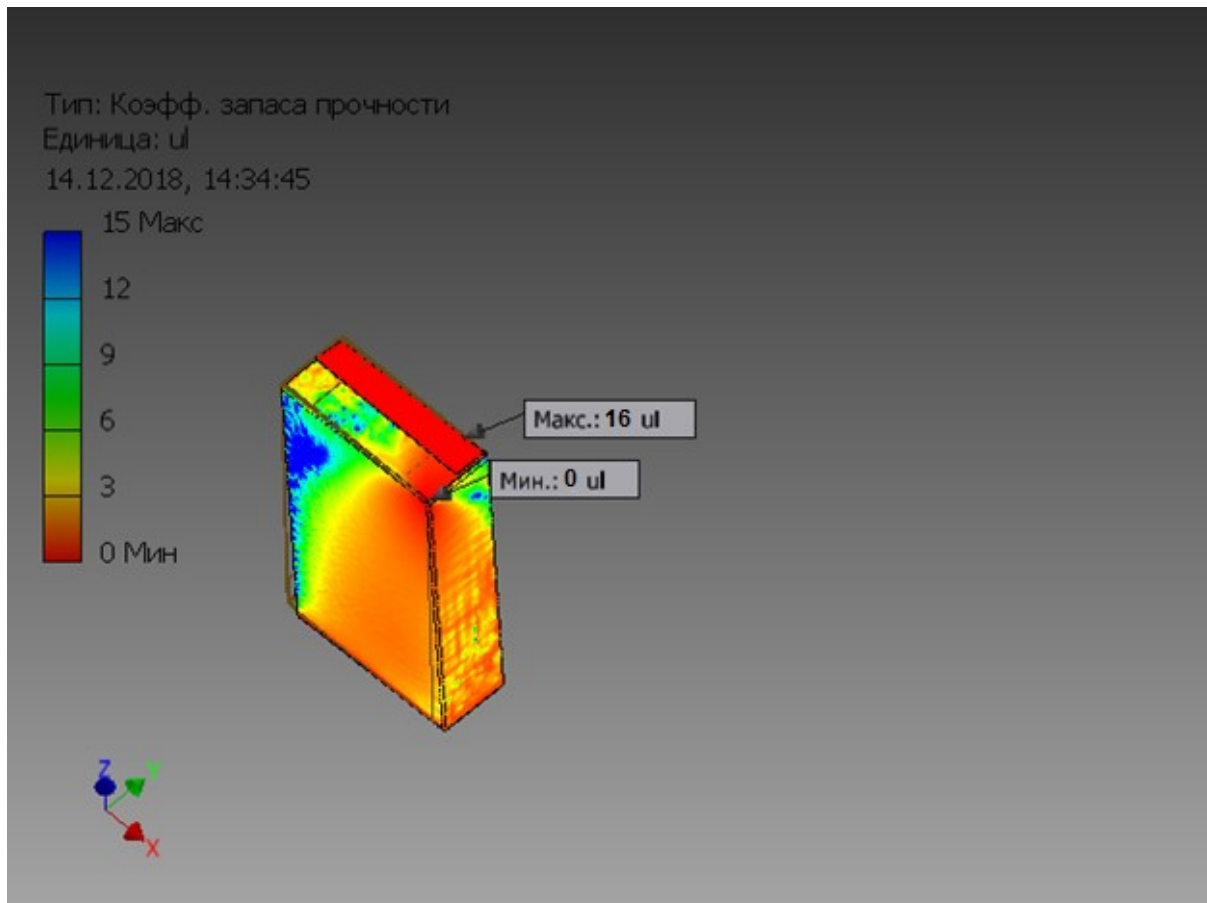 Тип: Коэфф. запаса прочности
Единица: ul
14.12.2018, 14:34:45
15 Макс
12
9
6
3
0 Мин
Макс.: 16 ul
Мин.: 0 ul
Z
Y
X